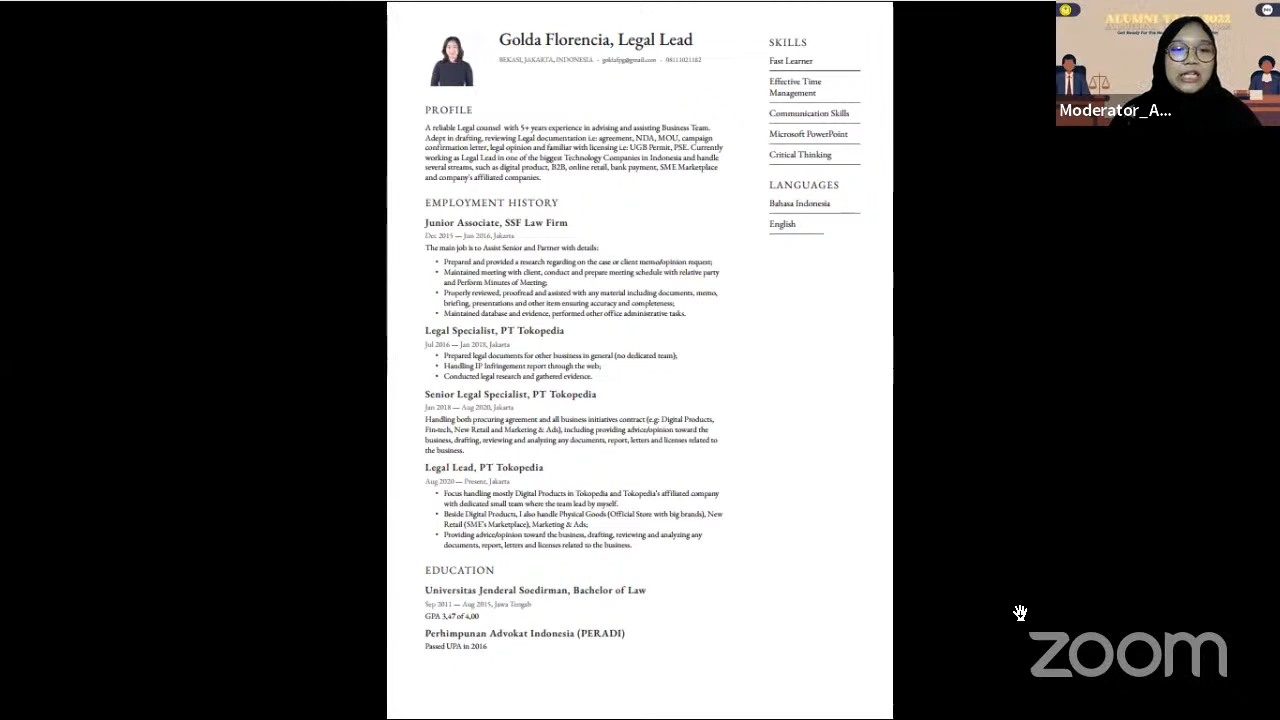 Golda Florencia, Legal Lead
BEKASI, JAKARTA, INDONESIA
PROFILE
A reliable Legal counsel with 5+ years experience in advising and assisting Business Team.
Adept in drafting, reviewing Legal documentation i.e: agreement, NDA, MOU, campaign
confirmation letter, legal opinion and familiar with licensing i.e: UGB Permit, PSE. Currently
working as Legal Lead in one of the biggest Technology Companies in Indonesia and handle
several streams, such as digital product, B2B, online retail, bank payment, SME Marketplace
and company's affiliated companies.
EMPLOYMENT HISTORY
Junior Associate, SSF Law Firm
Dec 2015 — Jun 2016, Jakarta
The main job is to Assist Senior and Partner with details:
• Prepared and provided a research regarding on the case or client memo/opinion request;
• Maintained meeting with client, conduct and prepare meeting schedule with relative party
and Perform Minutes of Meeting;
• Properly reviewed, proofread and assisted with any material including documents, memo,
briefing, presentations and other item ensuring accuracy and completeness;
• Maintained database and evidence, performed other office administrative tasks.
Legal Specialist, PT Tokopedia
Jul 2016 — Jan 2018, Jakarta
• Prepared legal documents for other bussiness in general (no dedicated team);
• Handling IP Infringement report through the web;
• Conducted legal research and gathered evidence.
Senior Legal Specialist, PT Tokopedia
Jan 2018 — Aug 2020, Jakarta
Handling both procuring agreement and all business initiatives contract (e.g: Digital Products,
Fintech, New Retail and Marketing & Ads), including providing advice/opinion toward the
business, drafting, reviewing and analyzing any documents, report, letters and licenses related to
the business.
Legal Lead, PT Tokopedia
Aug 2020 — Present, Jakarta
• Focus handling mostly Digital Products in Tokopedia and Tokopedia's affiliated company
with dedicated small team where the team lead by myself.
• Beside Digital Products, I also handle Physical Goods (Official Store with big brands), New
Retail (SME's Marketplace), Marketing & Ads;
• Providing advice/opinion toward the business, drafting, reviewing and analyzing any
documents, report, letters and licenses related to the business.
EDUCATION
Universitas Jenderal Soedirman, Bachelor of Law
Sep 2011 — Aug 2015, Jawa Tengah
GPA 3,47 of 4,00
Perhimpunan Advokat Indonesia (PERADI)
Passed UPA in 2016
SKILLS
Fast Learner
Effective Time
Management
Communication Skills
Microsoft PowerPoint
Critical Thinking
LANGUAGES
Bahasa Indonesia
English
ALUMNI 2022
Moderator_A...
zoom